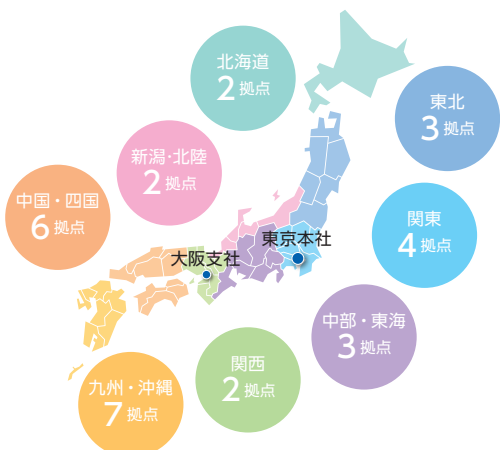 北海道
2 拠点
東北
3 拠点
新潟・北陸
2 拠点
中国・四国
6 拠点
関東
4 拠点
東京本社
大阪支社
中部・東海
3 拠点
関西
2 拠点
九州・沖縄
7 拠点